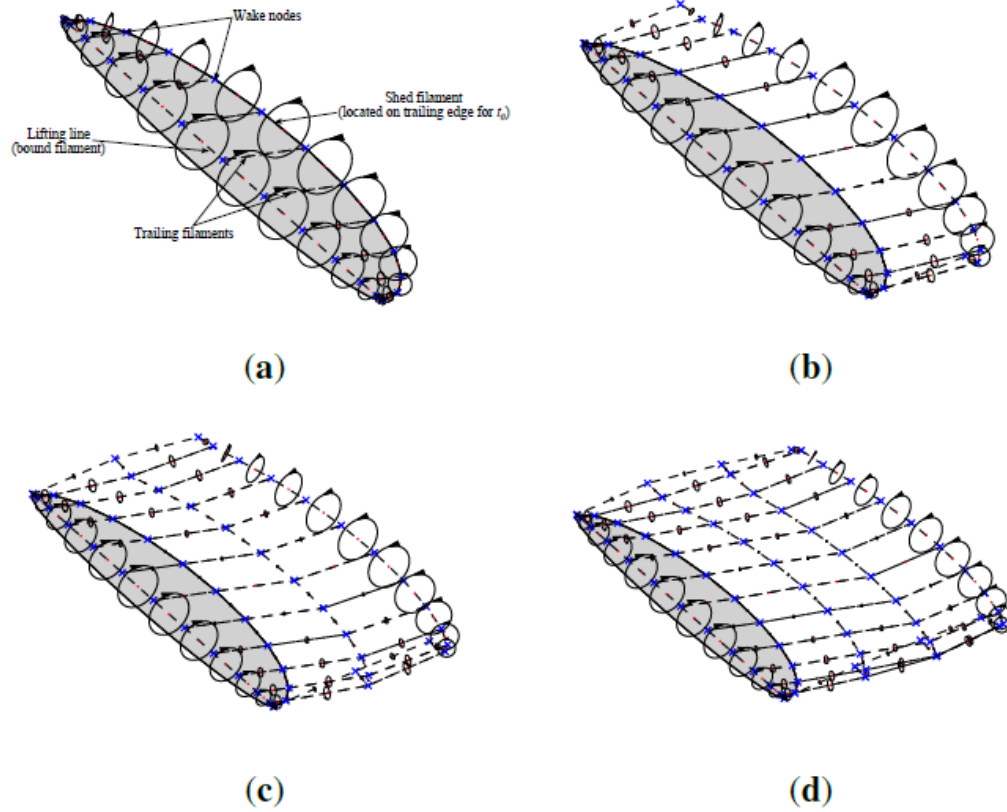 Wake nodes
Shed filament
(located on trailing edge for t₀)
Lifting line
(bound filament)
Trailing filaments
(a)
(b)
(c)
(d)